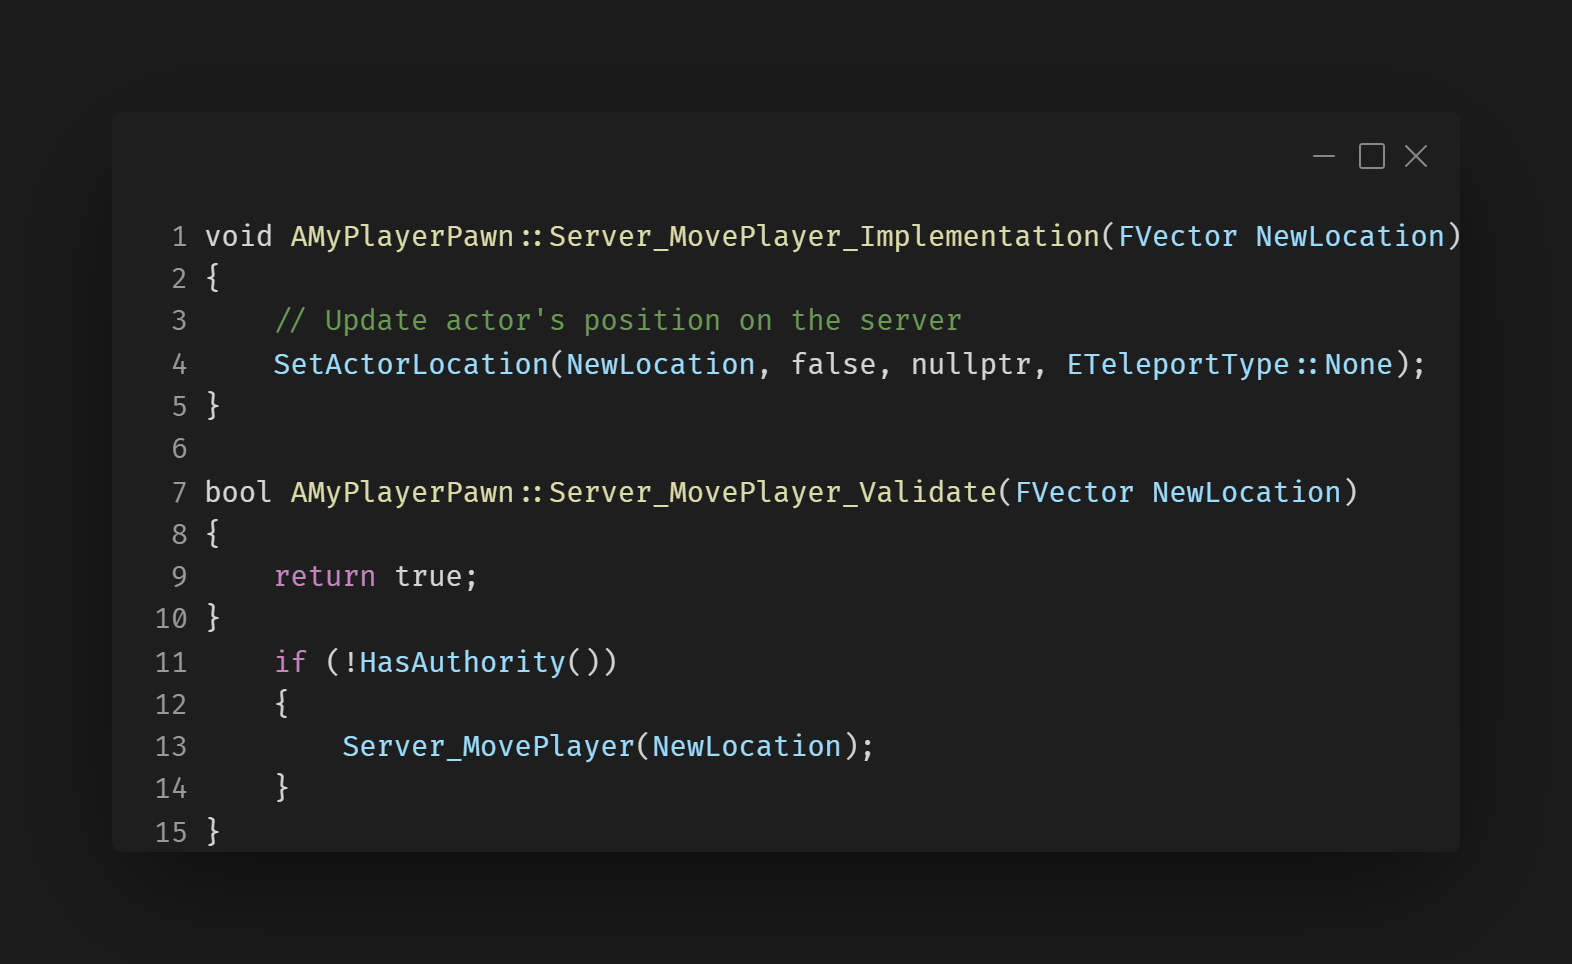 1 void AMyPlayerPawn::Server_MovePlayer_Implementation(FVector NewLocation)
2 {
3     // Update actor's position on the server
4     SetActorLocation(NewLocation, false, nullptr, ETeleportType::None);
5 }
6
7 bool AMyPlayerPawn::Server_MovePlayer_Validate(FVector NewLocation)
8 {
9     return true;
10 }
11     if (!HasAuthority())
12     {
13         Server_MovePlayer(NewLocation);
14     }
15 }